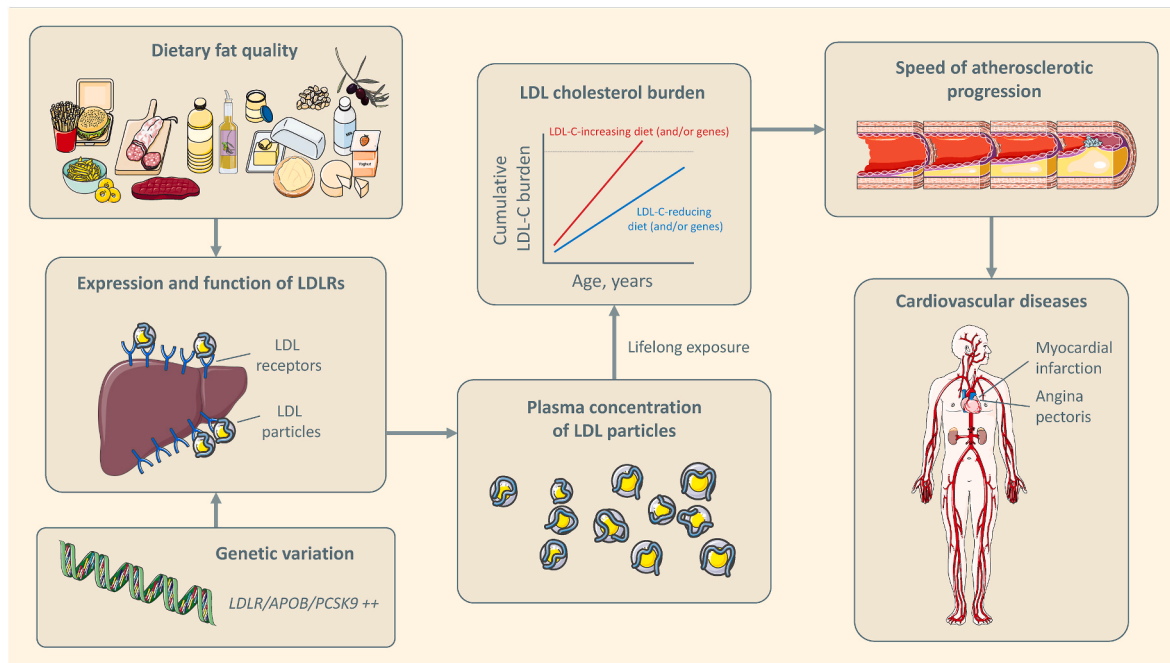 Dietary fat quality
Yoghurt
Expression and function of LDLRs
LDL
receptors
LDL
particles
Genetic variation
LDLR/APOB/PCSK9 ++
LDL cholesterol burden
LDL-C-increasing diet (and/or genes)
Cumulative
LDL-C burden
LDL-C-reducing
diet (and/or genes)
Age, years
Lifelong exposure
Plasma concentration
of LDL particles
Speed of atherosclerotic
progression
Cardiovascular diseases
Myocardial
infarction
Angina
pectoris